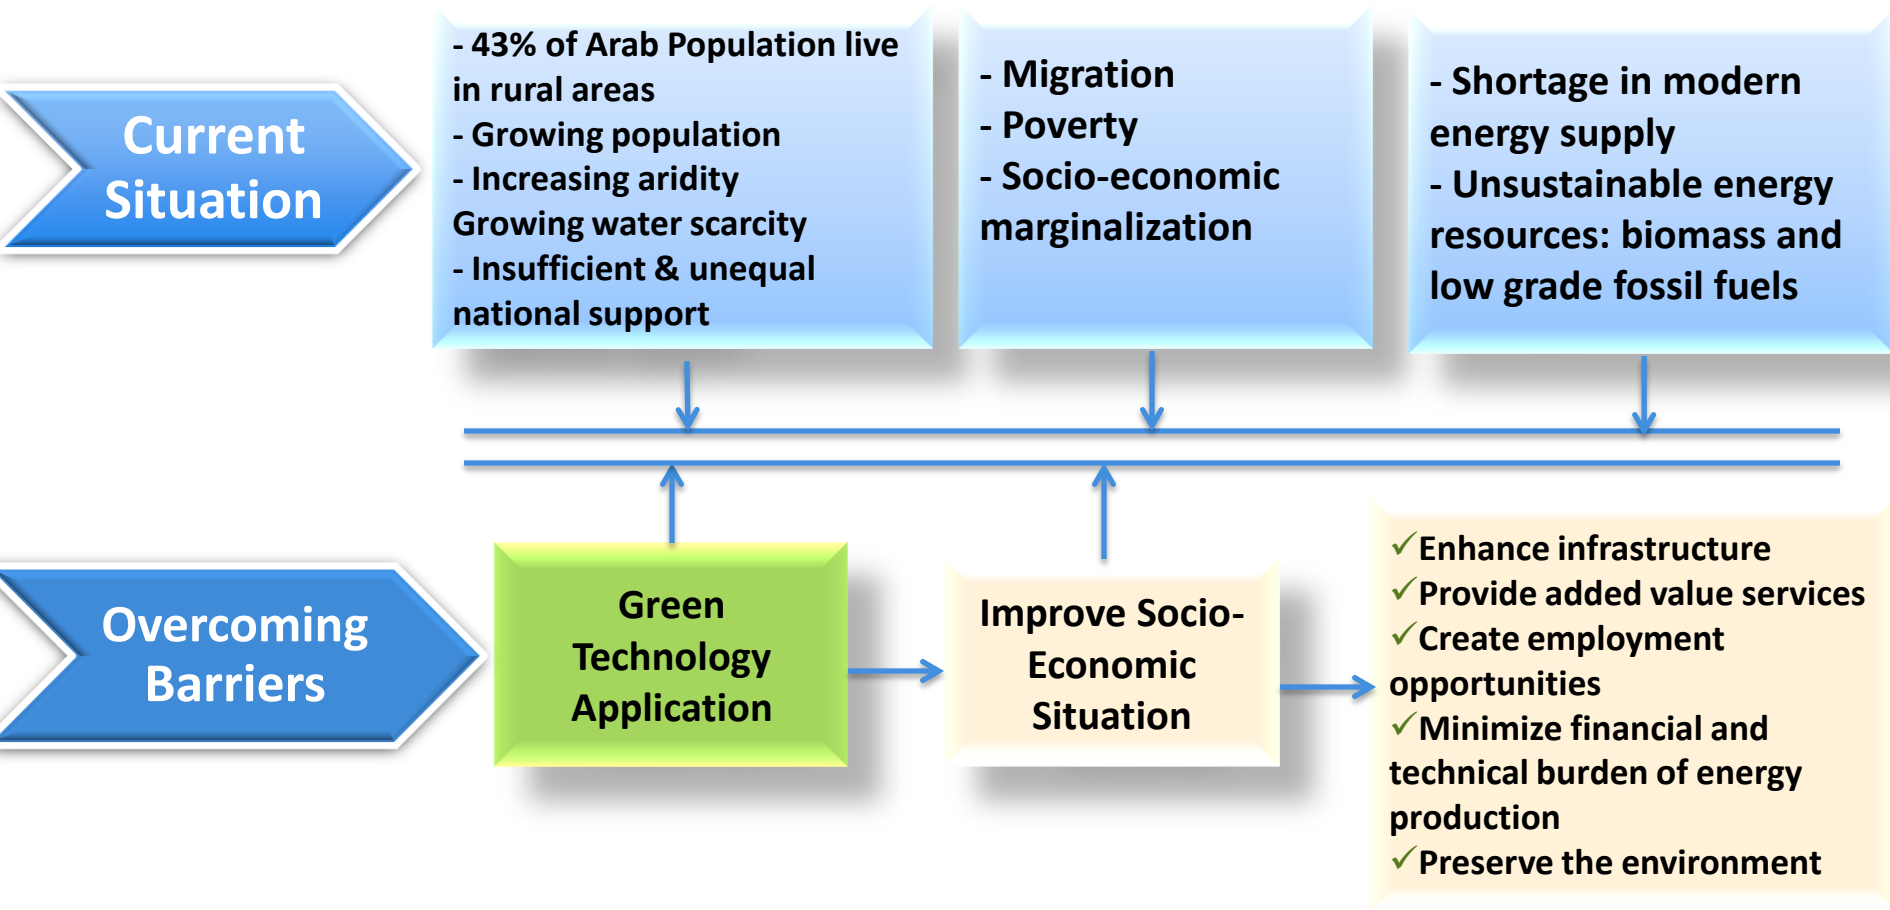 Current
Situation
- 43% of Arab Population live
in rural areas
- Growing population
- Increasing aridity
Growing water scarcity
- Insufficient & unequal
national support
- Migration
- Poverty
- Socio-economic
marginalization
- Shortage in modern
energy supply
- Unsustainable energy
resources: biomass and
low grade fossil fuels
Overcoming
Barriers
Green
Technology
Application
Improve Socio-
Economic
Situation
✓Enhance infrastructure
✓Provide added value services
✓Create employment
opportunities
✓Minimize financial and
technical burden of energy
production
✓Preserve the environment